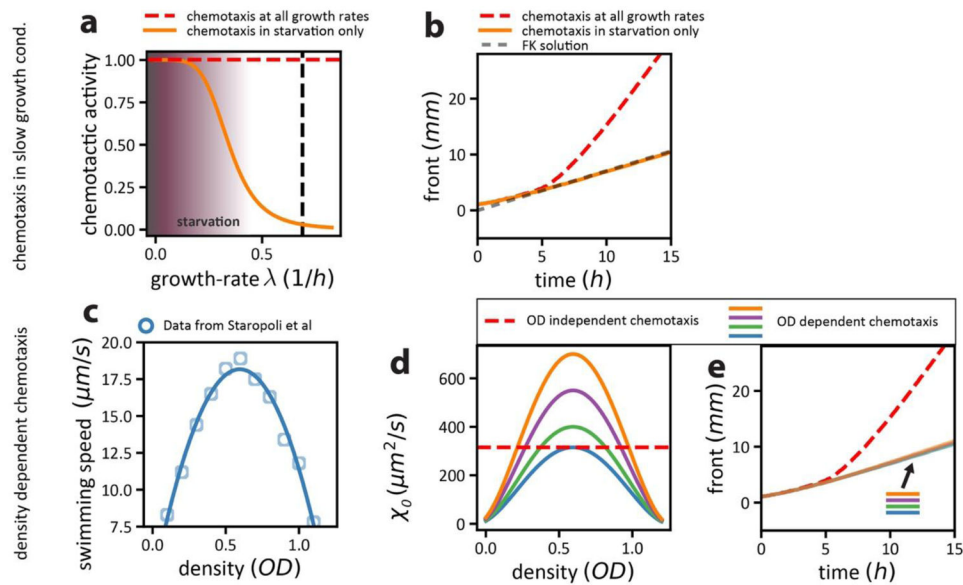 chemotaxis in slow growth cond.
a
chemotaxis at all growth rates
chemotaxis in starvation only
chemotactic activity
1.00
0.75
0.50
0.25
0.00
starvation
0.0
0.5
growth-rate λ (1/h)
b
chemotaxis at all growth rates
chemotaxis in starvation only
FK solution
front (mm)
20
10
0
0
5
10
15
time (h)
density dependent chemotaxis
c
Data from Staropoli et al
swimming speed (μm/s)
20.0
17.5
15.0
12.5
10.0
7.5
0.0
0.5
1.0
density (OD)
OD independent chemotaxis
OD dependent chemotaxis
d
χ₀ (μm²/s)
600
400
200
0
0.0
0.5
1.0
density (OD)
e
front (mm)
20
10
0
0
5
10
15
time (h)